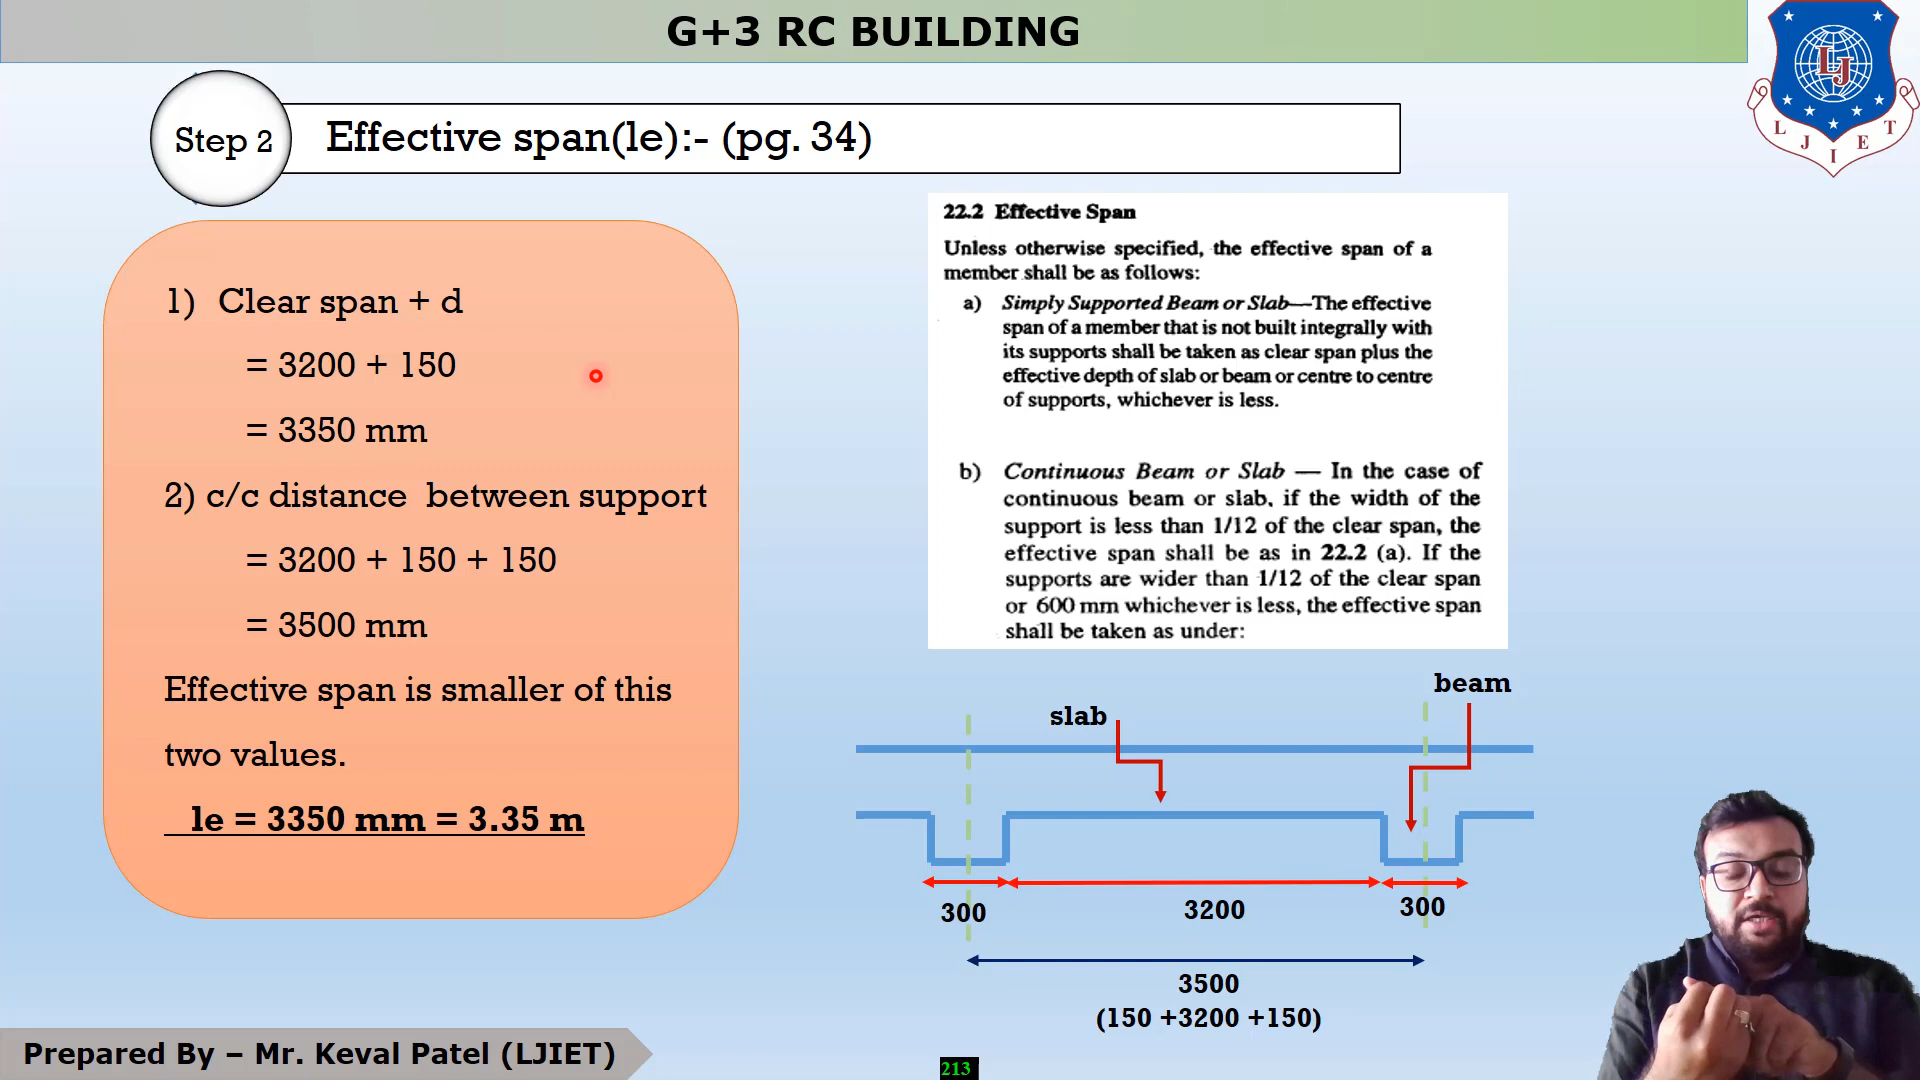 G+3 RC BUILDING
LJ
L J I E T
Step 2
Effective span(le):- (pg. 34)
1) Clear span + d
= 3200 + 150
= 3350 mm
2) c/c distance between support
= 3200 + 150 + 150
= 3500 mm
Effective span is smaller of this
two values.
le = 3350 mm = 3.35 m
22.2 Effective Span
Unless otherwise specified, the effective span of a
member shall be as follows:
a) Simply Supported Beam or Slab—The effective
span of a member that is not built integrally with
its supports shall be taken as clear span plus the
effective depth of slab or beam or centre to centre
of supports, whichever is less.
b) Continuous Beam or Slab — In the case of
continuous beam or slab, if the width of the
support is less than 1/12 of the clear span, the
effective span shall be as in 22.2 (a). If the
supports are wider than 1/12 of the clear span
or 600 mm whichever is less, the effective span
shall be taken as under:
beam
slab
300
3200
300
3500
(150 +3200 +150)
Prepared By – Mr. Keval Patel (LJIET)
213